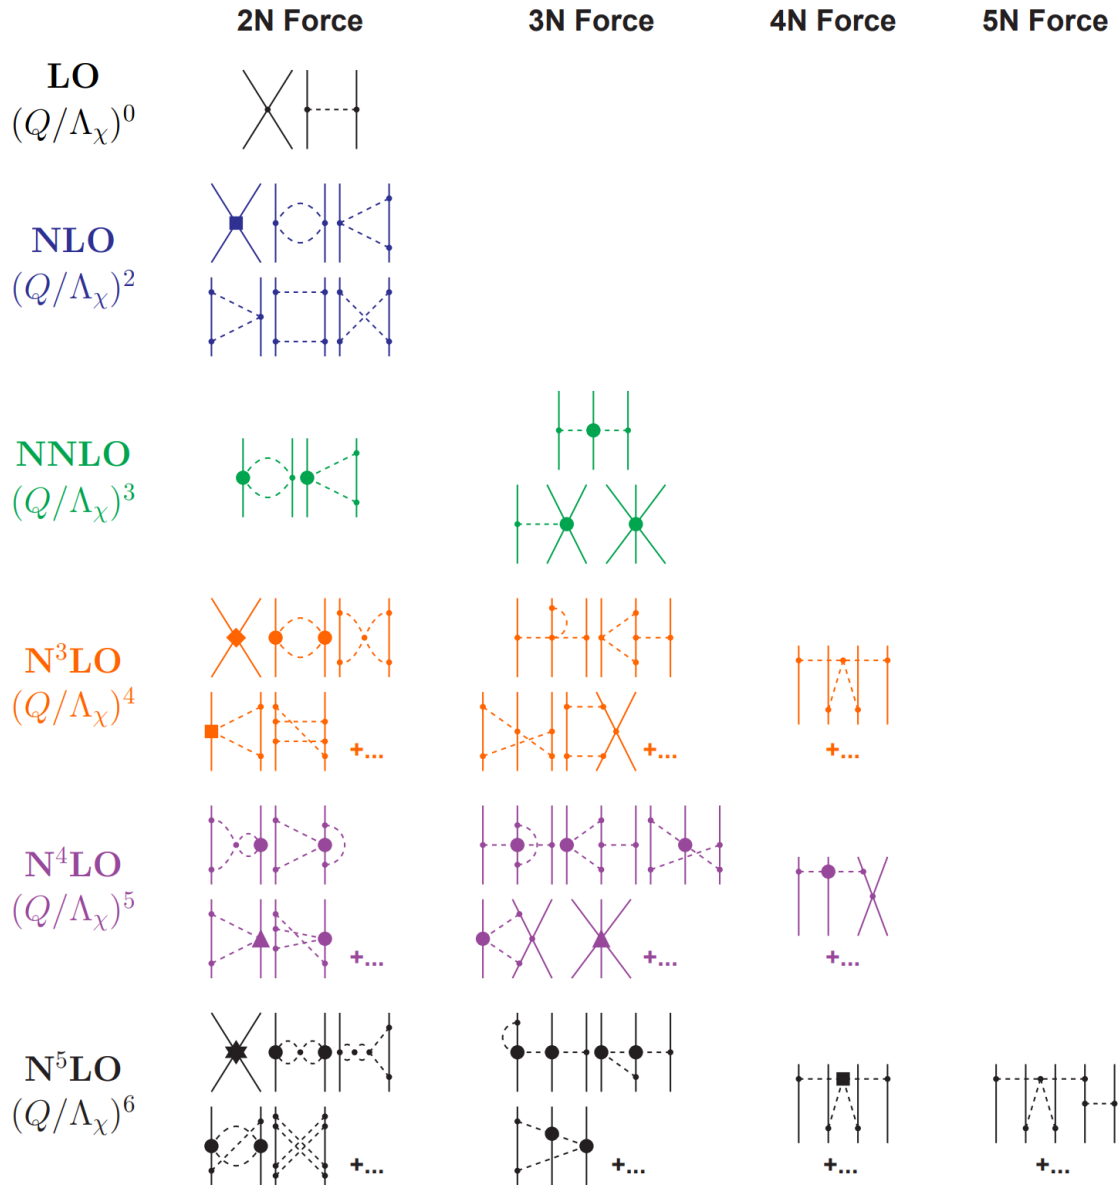 2N Force 3N Force 4N Force 5N Force
LO
(Q/Λχ)⁰
NLO
(Q/Λχ)²
NNLO
(Q/Λχ)³
N³LO
(Q/Λχ)⁴
+... +... +...
N⁴LO
(Q/Λχ)⁵
+... +... +...
N⁵LO
(Q/Λχ)⁶
+... +... +... +...